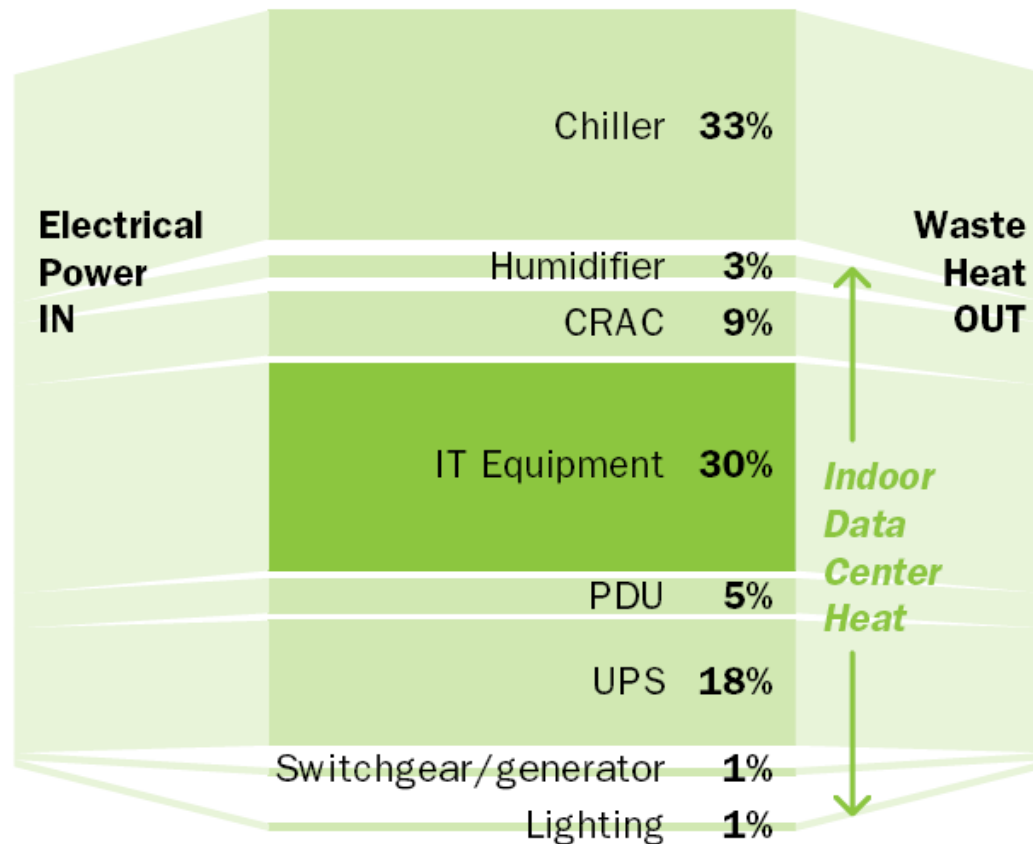 Electrical
Power
IN
Chiller 33%
Humidifier 3%
CRAC 9%
IT Equipment 30%
PDU 5%
UPS 18%
Switchgear/generator 1%
Lighting 1%
Waste
Heat
OUT
Indoor
Data
Center
Heat